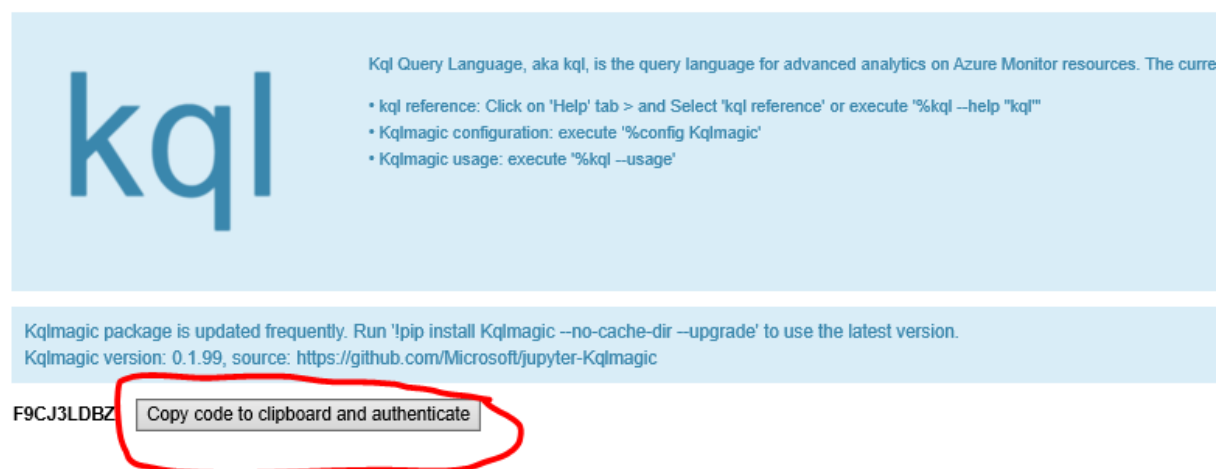 kql
Kql Query Language, aka kql, is the query language for advanced analytics on Azure Monitor resources. The curre
• kql reference: Click on 'Help' tab > and Select 'kql reference' or execute '%kql --help "kql"'
• Kqlmagic configuration: execute '%config Kqlmagic'
• Kqlmagic usage: execute '%kql --usage'
Kqlmagic package is updated frequently. Run '!pip install Kqlmagic --no-cache-dir --upgrade' to use the latest version.
Kqlmagic version: 0.1.99, source: https://github.com/Microsoft/jupyter-Kqlmagic
F9CJ3LDBZ Copy code to clipboard and authenticate